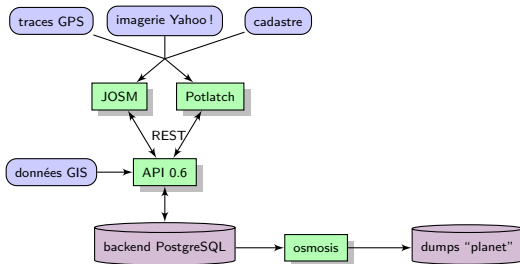 traces GPS
imagerie Yahoo !
cadastre
JOSM
Potlatch
REST
données GIS
API 0.6
backend PostgreSQL
osmosis
dumps “planet”